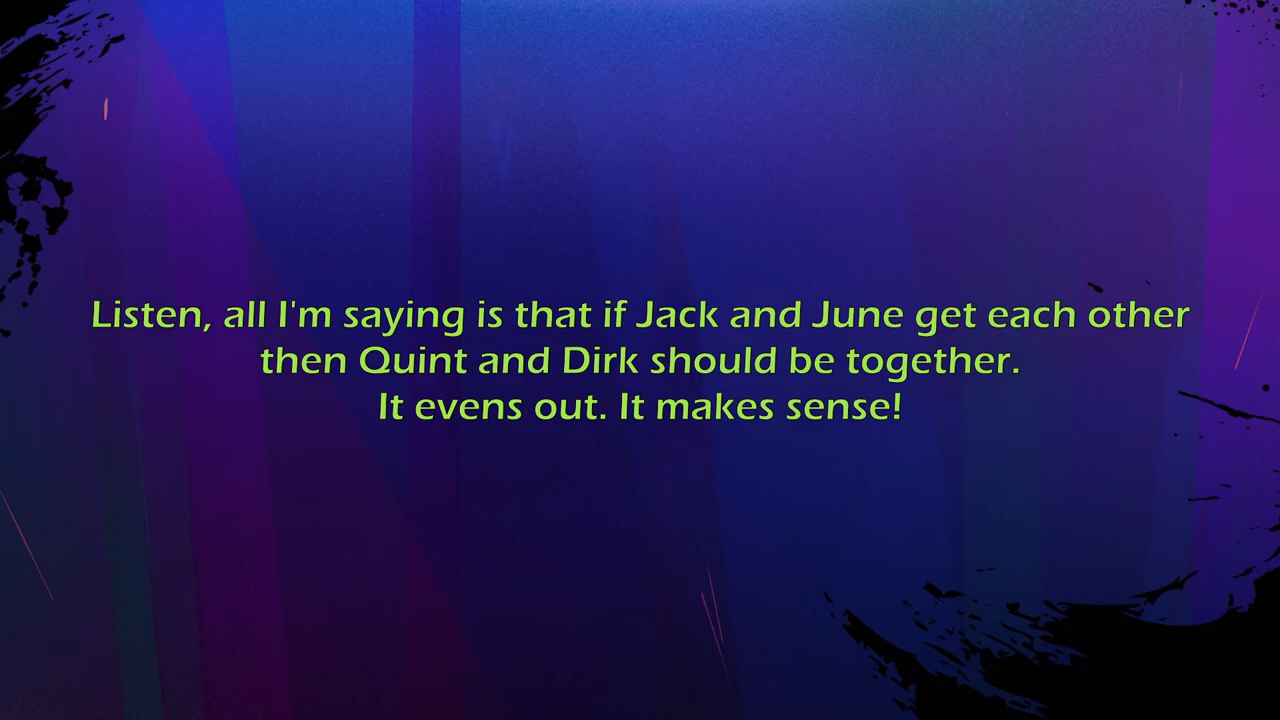 Listen, all I'm saying is that if Jack and June get each other
then Quint and Dirk should be together.
It evens out. It makes sense!